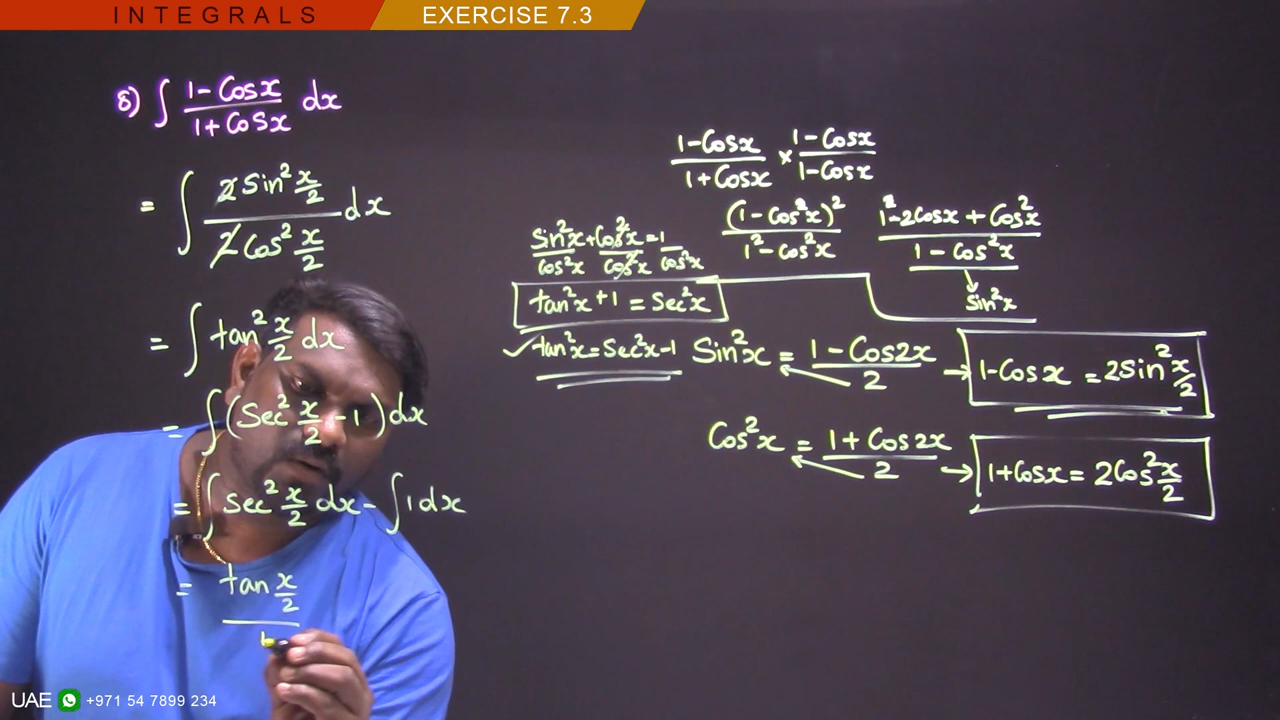 INTEGRALS EXERCISE 7.3
8) ∫ (1-Cosx)/(1+Cosx) dx
= ∫ (2Sin² x/2)/(2Cos² x/2) dx
= ∫ tan² x/2 dx
= ∫ (Sec² x/2 -1) dx
= ∫ Sec² x/2 dx - ∫ 1 dx
= tan x/2
(1-Cosx)/(1+Cosx) × (1-Cosx)/(1-Cosx)
(1-Cos²x)²/(1²-Cos²x) (1²-2Cosx+Cos²x)/(1-Cos²x)
Sin²x
Sin²x/Cos²x + Cos²x/Cos²x = 1/Cos²x
tan²x+1 = Sec²x
✓tan²x=Sec²x-1
Sin²x = (1-Cos2x)/2 → 1-Cosx = 2Sin² x/2
Cos²x = (1+Cos2x)/2 → 1+Cosx = 2Cos² x/2
UAE +971 54 7899 234